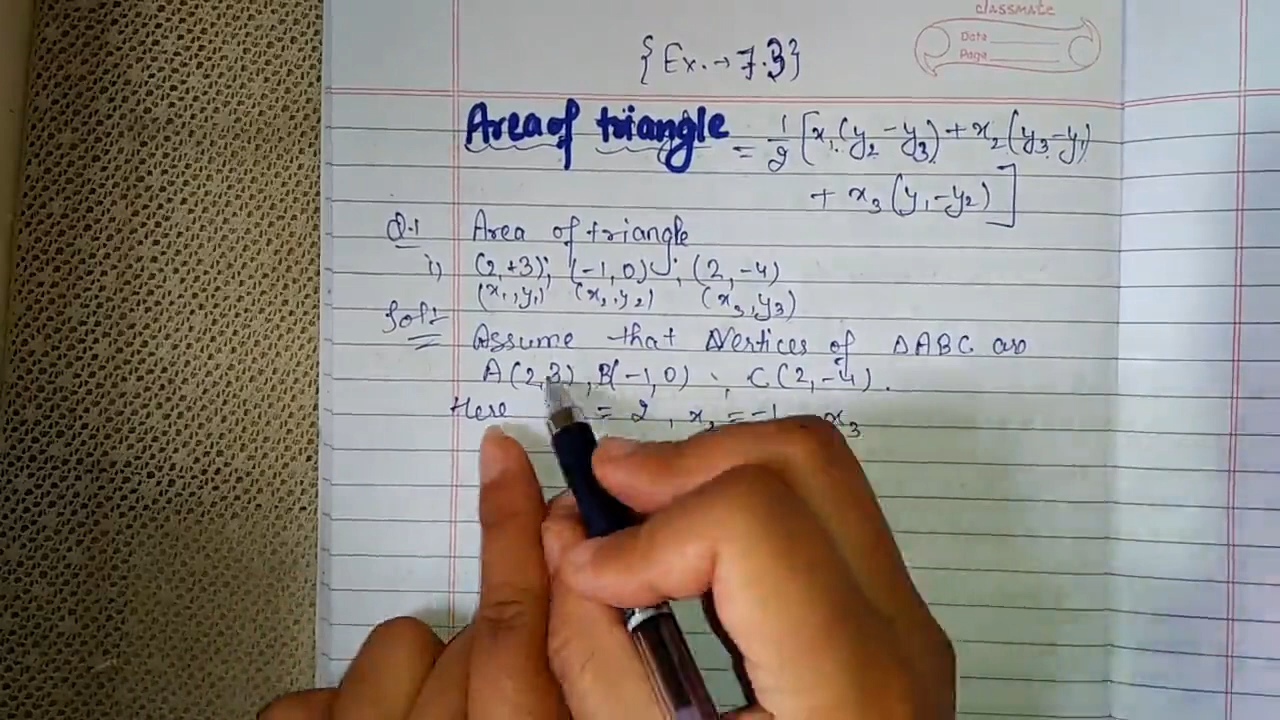 classmate
Date
Page
{Ex. → 7.3}
Area of triangle = 1/2 [x₁(y₂ - y₃) + x₂(y₃ - y₁)
+ x₃(y₁ - y₂)]
Q.1 Area of triangle
i) (2, +3); (-1, 0); (2, -4)
(x₁, y₁) (x₂, y₂) (x₃, y₃)
Sol:-
Assume that Vertices of ΔABC are
A(2, 3), B(-1, 0), C(2, -4).
Here = 2, x₂ = -1 x₃